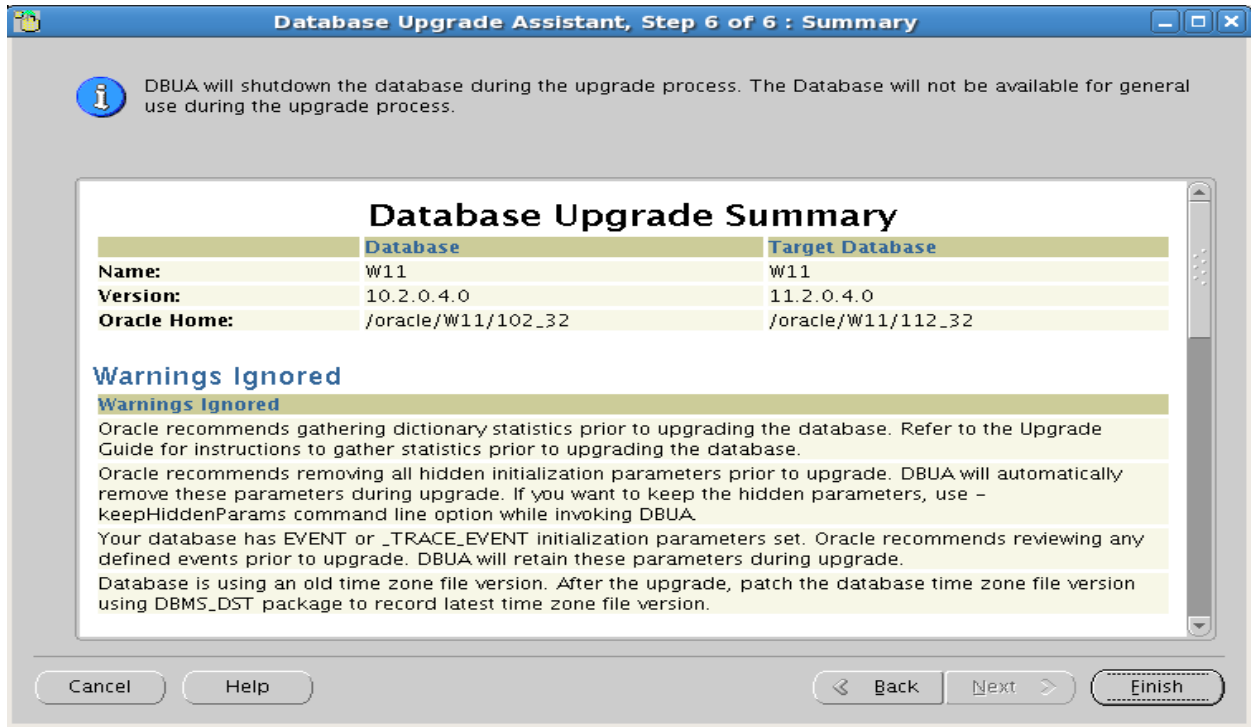 Database Upgrade Assistant, Step 6 of 6 : Summary
DBUA will shutdown the database during the upgrade process. The Database will not be available for general
use during the upgrade process.
Database Upgrade Summary
Database Target Database
Name: W11 W11
Version: 10.2.0.4.0 11.2.0.4.0
Oracle Home: /oracle/W11/102_32 /oracle/W11/112_32
Warnings Ignored
Warnings Ignored
Oracle recommends gathering dictionary statistics prior to upgrading the database. Refer to the Upgrade
Guide for instructions to gather statistics prior to upgrading the database.
Oracle recommends removing all hidden initialization parameters prior to upgrade. DBUA will automatically
remove these parameters during upgrade. If you want to keep the hidden parameters, use –
keepHiddenParams command line option while invoking DBUA.
Your database has EVENT or _TRACE_EVENT initialization parameters set. Oracle recommends reviewing any
defined events prior to upgrade. DBUA will retain these parameters during upgrade.
Database is using an old time zone file version. After the upgrade, patch the database time zone file version
using DBMS_DST package to record latest time zone file version.
Cancel Help Back Next Finish